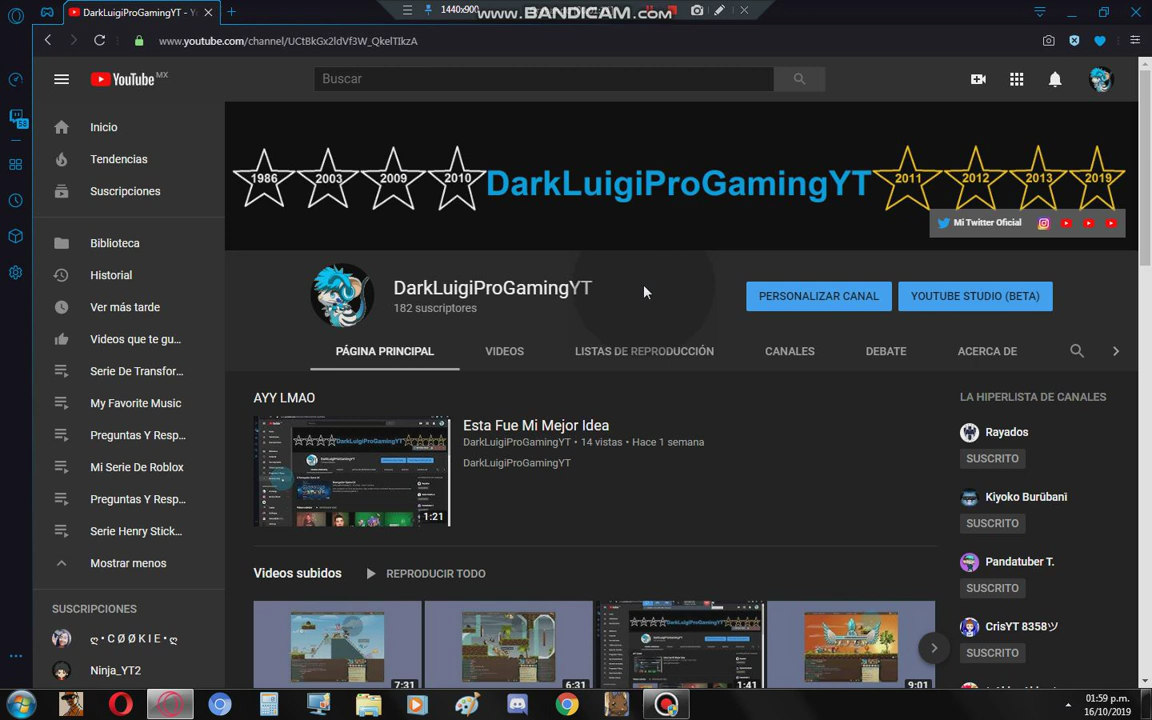 DarkLuigiProGamingYT - Y
1440x900
www.BANDICAM.com
www.youtube.com/channel/UCtBkGx2ldVf3W_QkelTIkzA
YouTube MX
Buscar
Inicio
Tendencias
Suscripciones
Biblioteca
Historial
Ver más tarde
Videos que te gu...
Serie De Transfor...
My Favorite Music
Preguntas Y Resp...
Mi Serie De Roblox
Preguntas Y Resp...
Serie Henry Stick...
Mostrar menos
SUSCRIPCIONES
ღ • C Ø Ø K I E • ღ
Ninja_YT2
58
1986 2003 2009 2010 DarkLuigiProGamingYT 2011 2012 2013 2019
Mi Twitter Oficial
DarkLuigiProGamingYT
182 suscriptores
PERSONALIZAR CANAL
YOUTUBE STUDIO (BETA)
PÁGINA PRINCIPAL VIDEOS LISTAS DE REPRODUCCIÓN CANALES DEBATE ACERCA DE
AYY LMAO
1:21
Esta Fue Mi Mejor Idea
DarkLuigiProGamingYT • 14 vistas • Hace 1 semana
DarkLuigiProGamingYT
Videos subidos REPRODUCIR TODO
7:31
6:31
1:41
9:01
LA HIPERLISTA DE CANALES
Rayados
SUSCRITO
Kiyoko Burūbani
SUSCRITO
Pandatuber T.
SUSCRITO
CrisYT 8358ツ
SUSCRITO
01:59 p.m.
16/10/2019